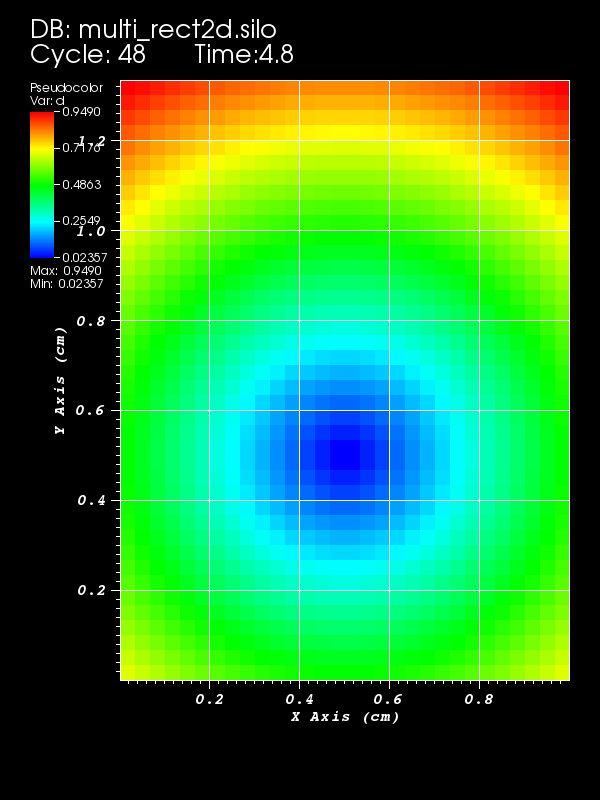 DB: multi_rect2d.silo
Cycle: 48 Time:4.8
Pseudocolor
Var: d
0.9490
0.7176
0.4863
0.2549
0.02357
Max: 0.9490
Min: 0.02357
1.2
1.0
0.8
0.6
0.4
0.2
Y Axis (cm)
0.2 0.4 0.6 0.8
X Axis (cm)